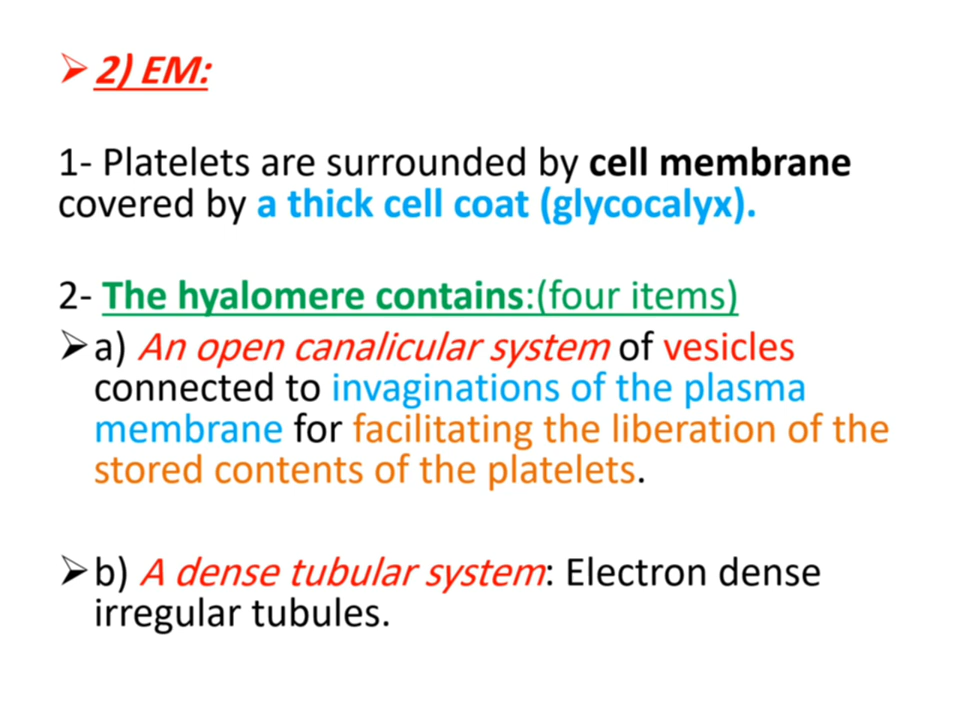 2) EM:
1- Platelets are surrounded by cell membrane
covered by a thick cell coat (glycocalyx).
2- The hyalomere contains:(four items)
a) An open canalicular system of vesicles
connected to invaginations of the plasma
membrane for facilitating the liberation of the
stored contents of the platelets.
b) A dense tubular system: Electron dense
irregular tubules.